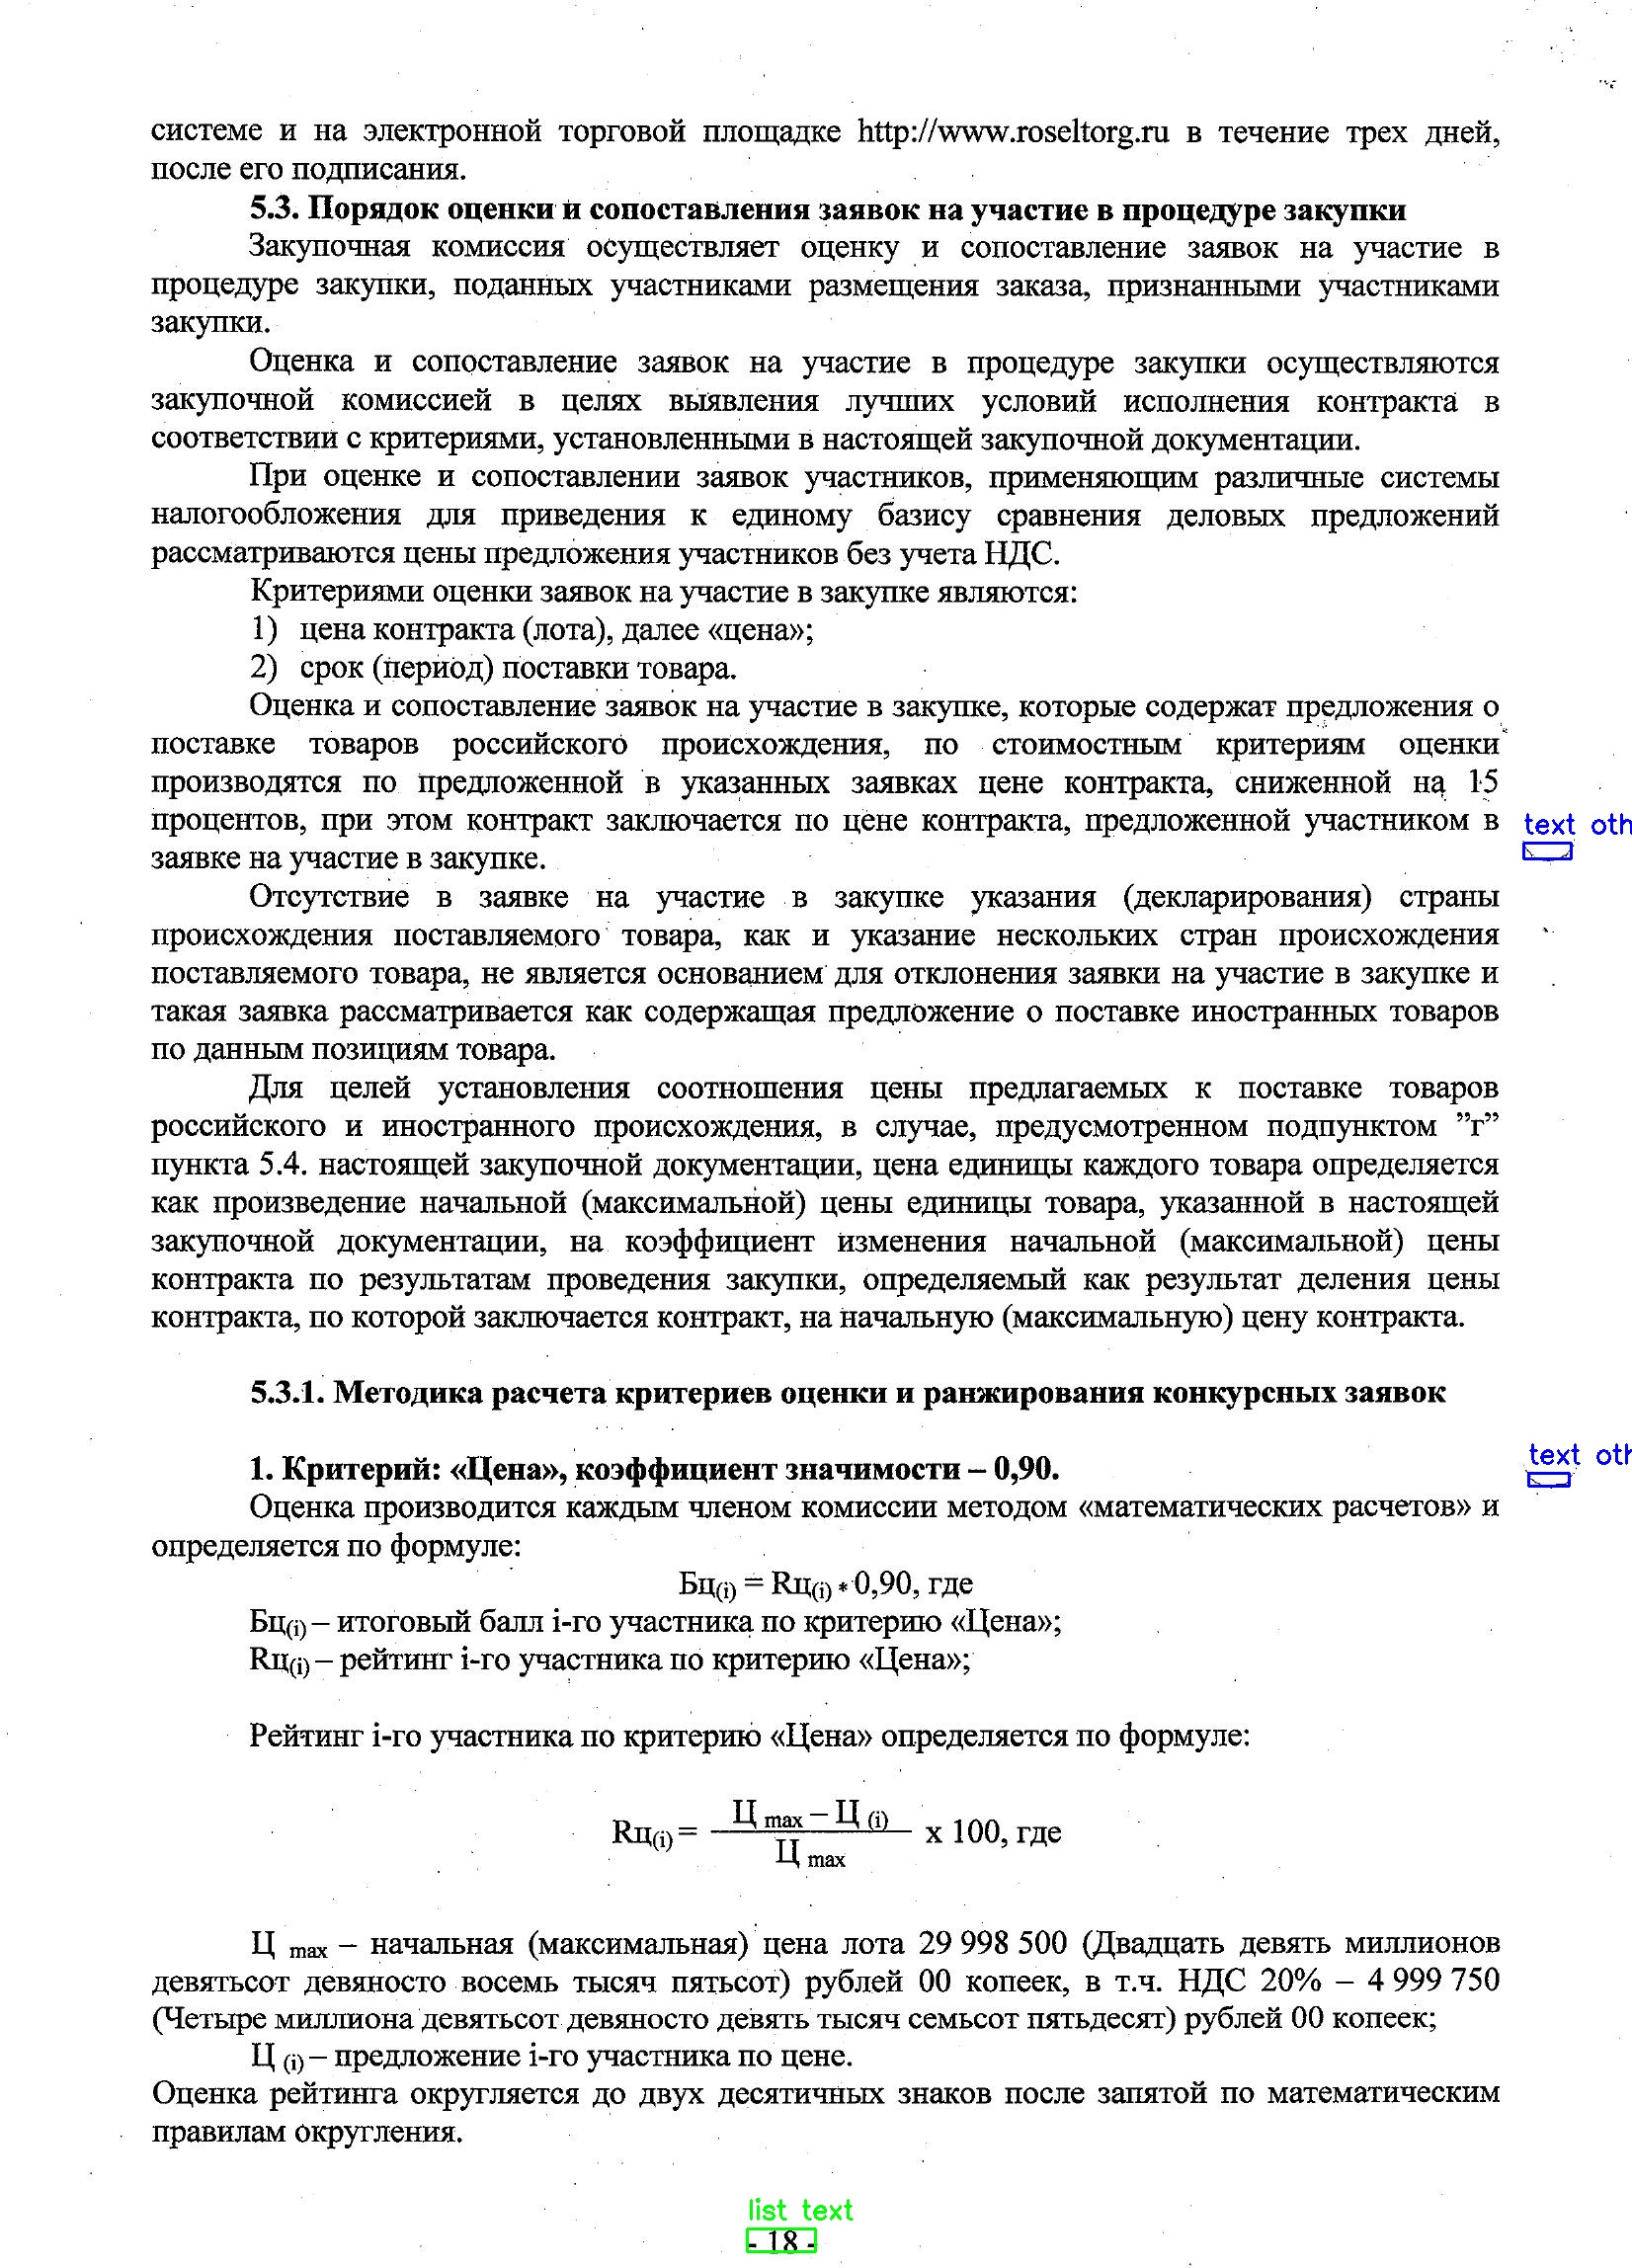 системе и на электронной торговой площадке http://www.roseltorg.ru в течение трех дней,
после его подписания.
5.3. Порядок оценки и сопоставления заявок на участие в процедуре закупки
Закупочная комиссия осуществляет оценку и сопоставление заявок на участие в
процедуре закупки, поданных участниками размещения заказа, признанными участниками
закупки.
Оценка и сопоставление заявок на участие в процедуре закупки осуществляются
закупочной комиссией в целях выявления лучших условий исполнения контракта в
соответствии с критериями, установленными в настоящей закупочной документации.
При оценке и сопоставлении заявок участников, применяющим различные системы
налогообложения для приведения к единому базису сравнения деловых предложений
рассматриваются цены предложения участников без учета НДС.
Критериями оценки заявок на участие в закупке являются:
1) цена контракта (лота), далее «цена»;
2) срок (период) поставки товара.
Оценка и сопоставление заявок на участие в закупке, которые содержат предложения о
поставке товаров российского происхождения, по стоимостным критериям оценки
производятся по предложенной в указанных заявках цене контракта, сниженной на 15
процентов, при этом контракт заключается по цене контракта, предложенной участником в
text oth
заявке на участие в закупке.
Отсутствие в заявке на участие в закупке указания (декларирования) страны
происхождения поставляемого товара, как и указание нескольких стран происхождения
поставляемого товара, не является основанием для отклонения заявки на участие в закупке и
такая заявка рассматривается как содержащая предложение о поставке иностранных товаров
по данным позициям товара.
Для целей установления соотношения цены предлагаемых к поставке товаров
российского и иностранного происхождения, в случае, предусмотренном подпунктом ”г”
пункта 5.4. настоящей закупочной документации, цена единицы каждого товара определяется
как произведение начальной (максимальной) цены единицы товара, указанной в настоящей
закупочной документации, на коэффициент изменения начальной (максимальной) цены
контракта по результатам проведения закупки, определяемый как результат деления цены
контракта, по которой заключается контракт, на начальную (максимальную) цену контракта.
5.3.1. Методика расчета критериев оценки и ранжирования конкурсных заявок
1. Критерий: «Цена», коэффициент значимости – 0,90.
text oth
Оценка производится каждым членом комиссии методом «математических расчетов» и
определяется по формуле:
Бц(i) = Rц(i) * 0,90, где
Бц(i) – итоговый балл i-го участника по критерию «Цена»;
Rц(i) – рейтинг i-го участника по критерию «Цена»;
Рейтинг i-го участника по критерию «Цена» определяется по формуле:
Ц max – Ц (i)
Rц(i) = x 100, где
Ц max
Ц max – начальная (максимальная) цена лота 29 998 500 (Двадцать девять миллионов
девятьсот девяносто восемь тысяч пятьсот) рублей 00 копеек, в т.ч. НДС 20% – 4 999 750
(Четыре миллиона девятьсот девяносто девять тысяч семьсот пятьдесят) рублей 00 копеек;
Ц (i) – предложение i-го участника по цене.
Оценка рейтинга округляется до двух десятичных знаков после запятой по математическим
правилам округления.
list text
- 18 -